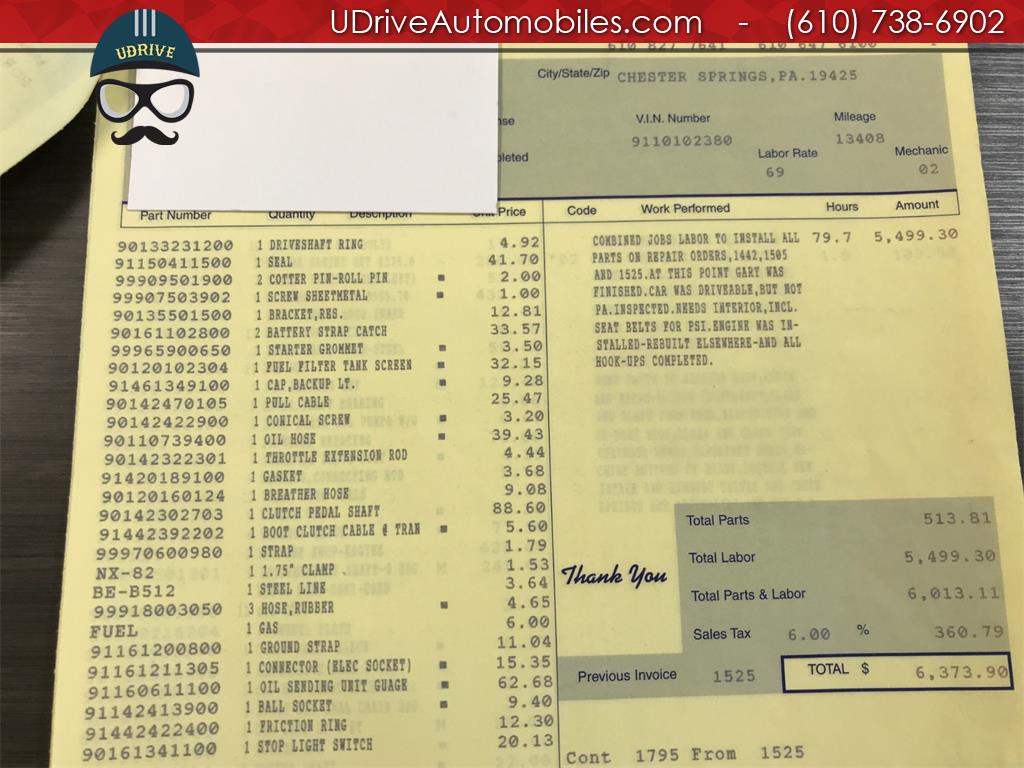 UDriveAutomobiles.com - (610) 738-6902
UDRIVE
610 827 7641 610 647 6100
City/State/Zip CHESTER SPRINGS,PA.19425
V.I.N. Number Mileage
9110102380 13408
Labor Rate Mechanic
69 02
Part Number Quantity Description Unit Price Code Work Performed Hours Amount
90133231200 1 DRIVESHAFT RING 4.92
91150411500 1 SEAL 41.70
99909501900 2 COTTER PIN-ROLL PIN ■ 2.00
99907503902 1 SCREW SHEETMETAL ■ 1.00
90135501500 1 BRACKET,RES. 12.81
90161102800 2 BATTERY STRAP CATCH 33.57
99965900650 1 STARTER GROMMET ■ 3.50
90120102304 1 FUEL FILTER TANK SCREEN ■ 32.15
91461349100 1 CAP,BACKUP LT. ■ 9.28
90142470105 1 PULL CABLE 25.47
90142422900 1 CONICAL SCREW ■ 3.20
90110739400 1 OIL HOSE ■ 39.43
90142322301 1 THROTTLE EXTENSION ROD 4.44
91420189100 1 GASKET 3.68
90120160124 1 BREATHER HOSE 9.08
90142302703 1 CLUTCH PEDAL SHAFT 88.60
91442392202 1 BOOT CLUTCH CABLE @ TRAN ■ 5.60
99970600980 1 STRAP 1.79
NX-82 1 1.75" CLAMP 1.53
BE-B512 1 STEEL LINE 3.64
99918003050 3 HOSE,RUBBER ■ 4.65
FUEL 1 GAS 6.00
91161200800 1 GROUND STRAP 11.04
91161211305 1 CONNECTOR (ELEC SOCKET) ■ 15.35
91160611100 1 OIL SENDING UNIT GUAGE ■ 62.68
91142413900 1 BALL SOCKET ■ 9.40
91442422400 1 FRICTION RING 12.30
90161341100 1 STOP LIGHT SWITCH 20.13
COMBINED JOBS LABOR TO INSTALL ALL 79.7 5,499.30
PARTS ON REPAIR ORDERS,1442,1505
AND 1525.AT THIS POINT GARY WAS
FINISHED.CAR WAS DRIVEABLE,BUT NOT
PA.INSPECTED.NEEDS INTERIOR,INCL.
SEAT BELTS FOR PSI.ENGINE WAS IN-
STALLED-REBUILT ELSEWHERE-AND ALL
HOOK-UPS COMPLETED.
Thank You
Total Parts 513.81
Total Labor 5,499.30
Total Parts & Labor 6,013.11
Sales Tax 6.00 % 360.79
Previous Invoice 1525 TOTAL $ 6,373.90
Cont 1795 From 1525